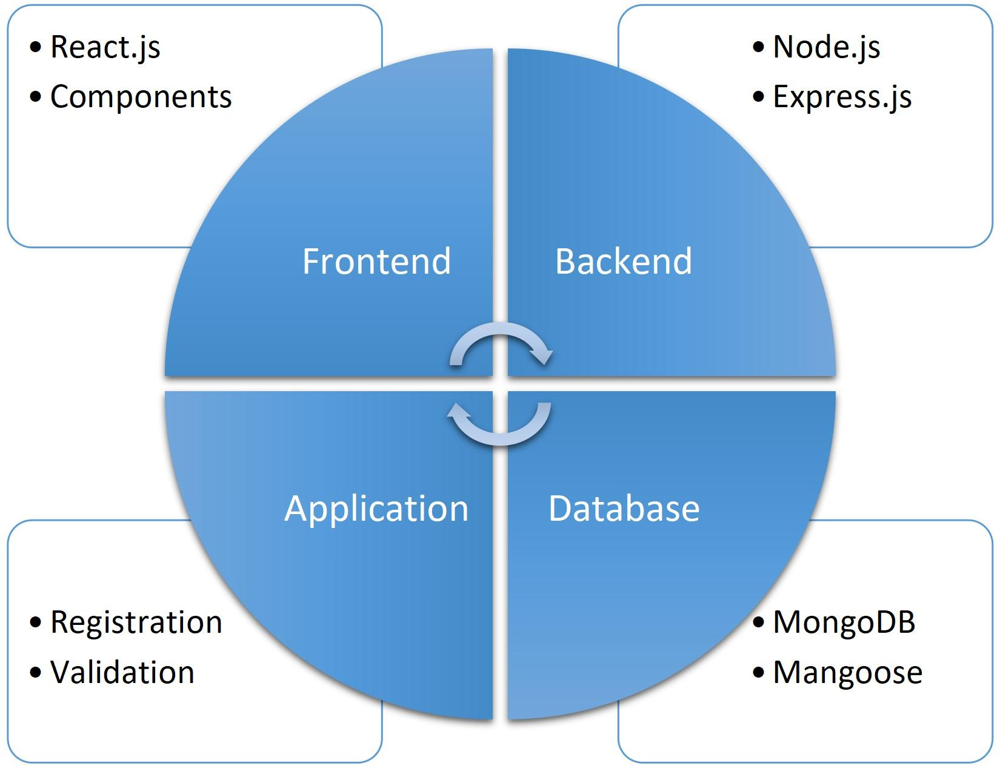 • React.js
• Components
• Node.js
• Express.js
Frontend
Backend
Application
Database
• Registration
• Validation
• MongoDB
• Mangoose